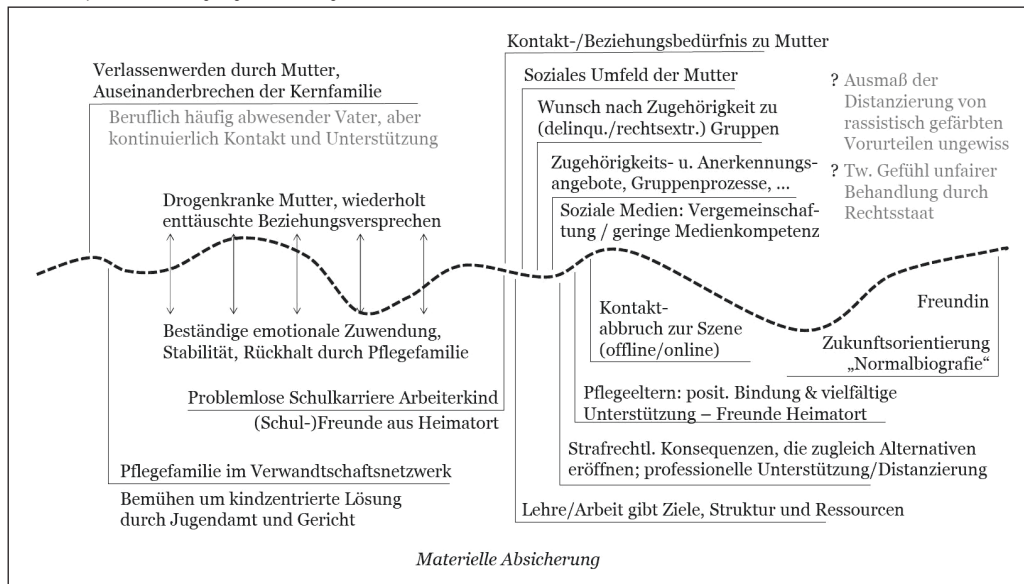 Kontakt-/Beziehungsbedürfnis zu Mutter
Verlassenwerden durch Mutter,
Auseinanderbrechen der Kernfamilie
Beruflich häufig abwesender Vater, aber
kontinuierlich Kontakt und Unterstützung
Soziales Umfeld der Mutter
Wunsch nach Zugehörigkeit zu
(delinqu./rechtsextr.) Gruppen
Zugehörigkeits- u. Anerkennungs-
angebote, Gruppenprozesse, ...
Soziale Medien: Vergemeinschaf-
tung / geringe Medienkompetenz
? Ausmaß der
Distanzierung von
rassistisch gefärbten
Vorurteilen ungewiss
? Tw. Gefühl unfairer
Behandlung durch
Rechtsstaat
Drogenkranke Mutter, wiederholt
enttäuschte Beziehungsversprechen
Beständige emotionale Zuwendung,
Stabilität, Rückhalt durch Pflegefamilie
Kontakt-
abbruch zur Szene
(offline/online)
Freundin
Zukunftsorientierung
„Normalbiografie“
Problemlose Schulkarriere Arbeiterkind
(Schul-)Freunde aus Heimatort
Pflegeeltern: posit. Bindung & vielfältige
Unterstützung – Freunde Heimatort
Strafrechtl. Konsequenzen, die zugleich Alternativen
eröffnen; professionelle Unterstützung/Distanzierung
Pflegefamilie im Verwandtschaftsnetzwerk
Bemühen um kindzentrierte Lösung
durch Jugendamt und Gericht
Lehre/Arbeit gibt Ziele, Struktur und Ressourcen
Materielle Absicherung